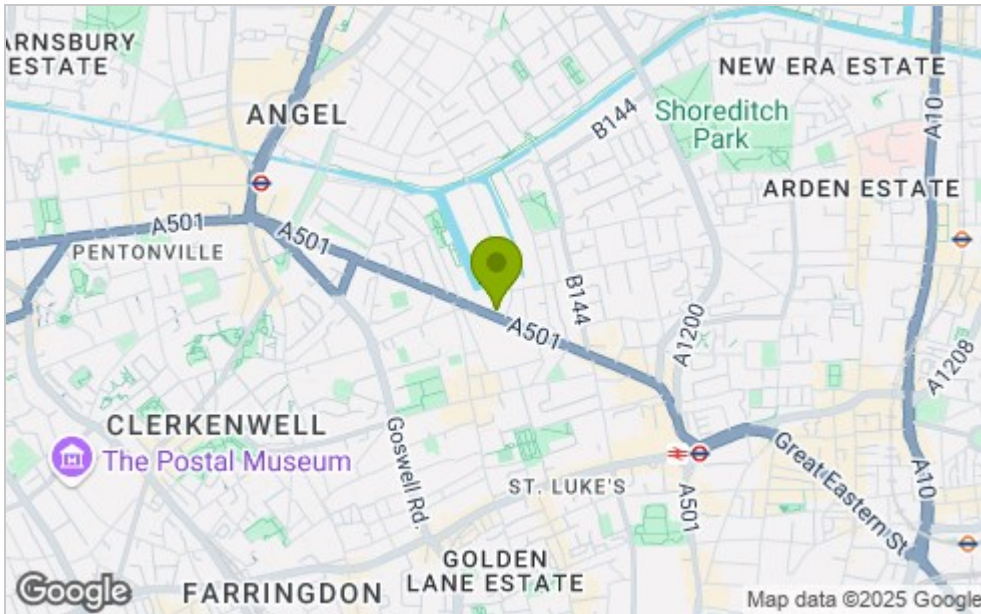 ARNSBURY
ESTATE
NEW ERA ESTATE
ANGEL
B144
Shoreditch
Park
A10
ARDEN ESTATE
A501
A501
PENTONVILLE
B144
A501
A1200
A1208
CLERKENWELL
The Postal Museum
Goswell Rd.
Great Eastern St
A10
ST. LUKE'S
A501
GOLDEN
LANE ESTATE
FARRINGDON
Google
Map data ©2025 Google